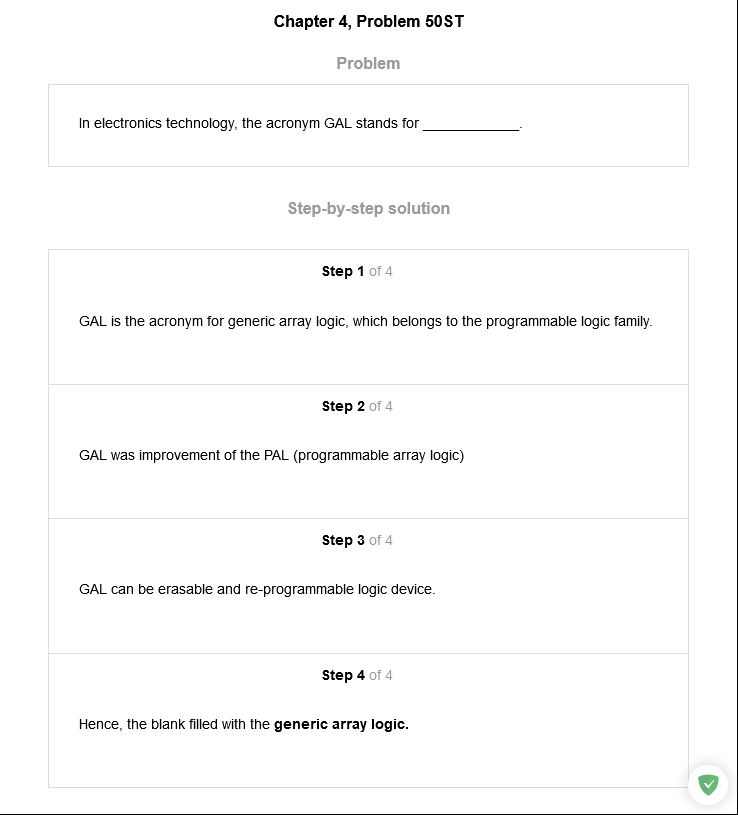 Chapter 4, Problem 50ST
Problem
In electronics technology, the acronym GAL stands for _____________.
Step-by-step solution
Step 1 of 4
GAL is the acronym for generic array logic, which belongs to the programmable logic family.
Step 2 of 4
GAL was improvement of the PAL (programmable array logic)
Step 3 of 4
GAL can be erasable and re-programmable logic device.
Step 4 of 4
Hence, the blank filled with the generic array logic.